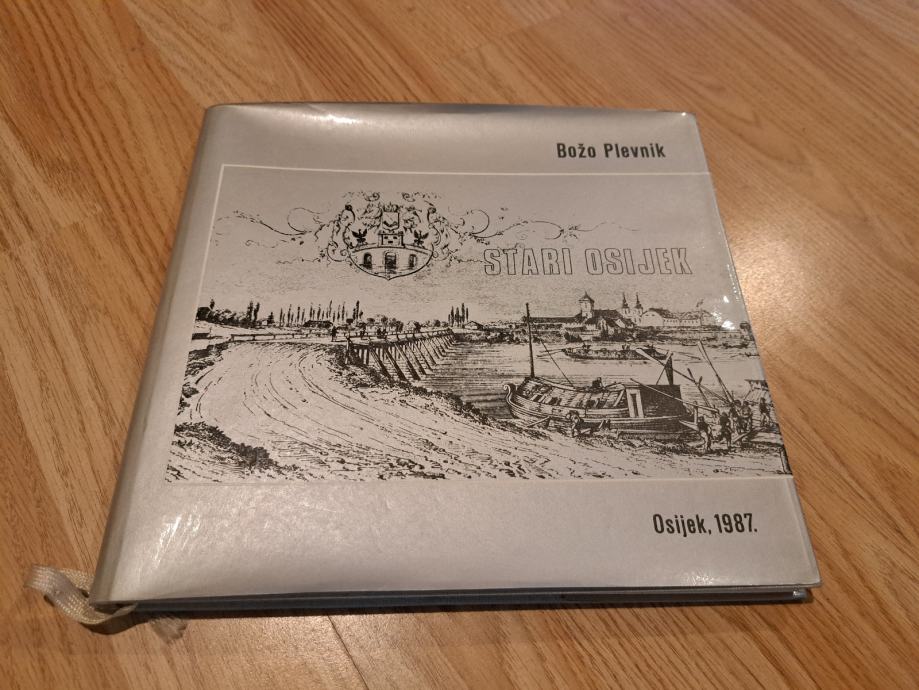 Božo Plevnik
STARI OSIJEK
Osijek, 1987.